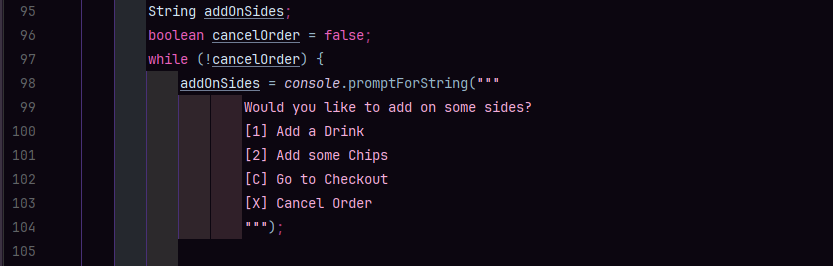 95 String addOnSides;
96 boolean cancelOrder = false;
97 while (!cancelOrder) {
98 addOnSides = console.promptForString("""
99 Would you like to add on some sides?
100 [1] Add a Drink
101 [2] Add some Chips
102 [C] Go to Checkout
103 [X] Cancel Order
104 """);
105